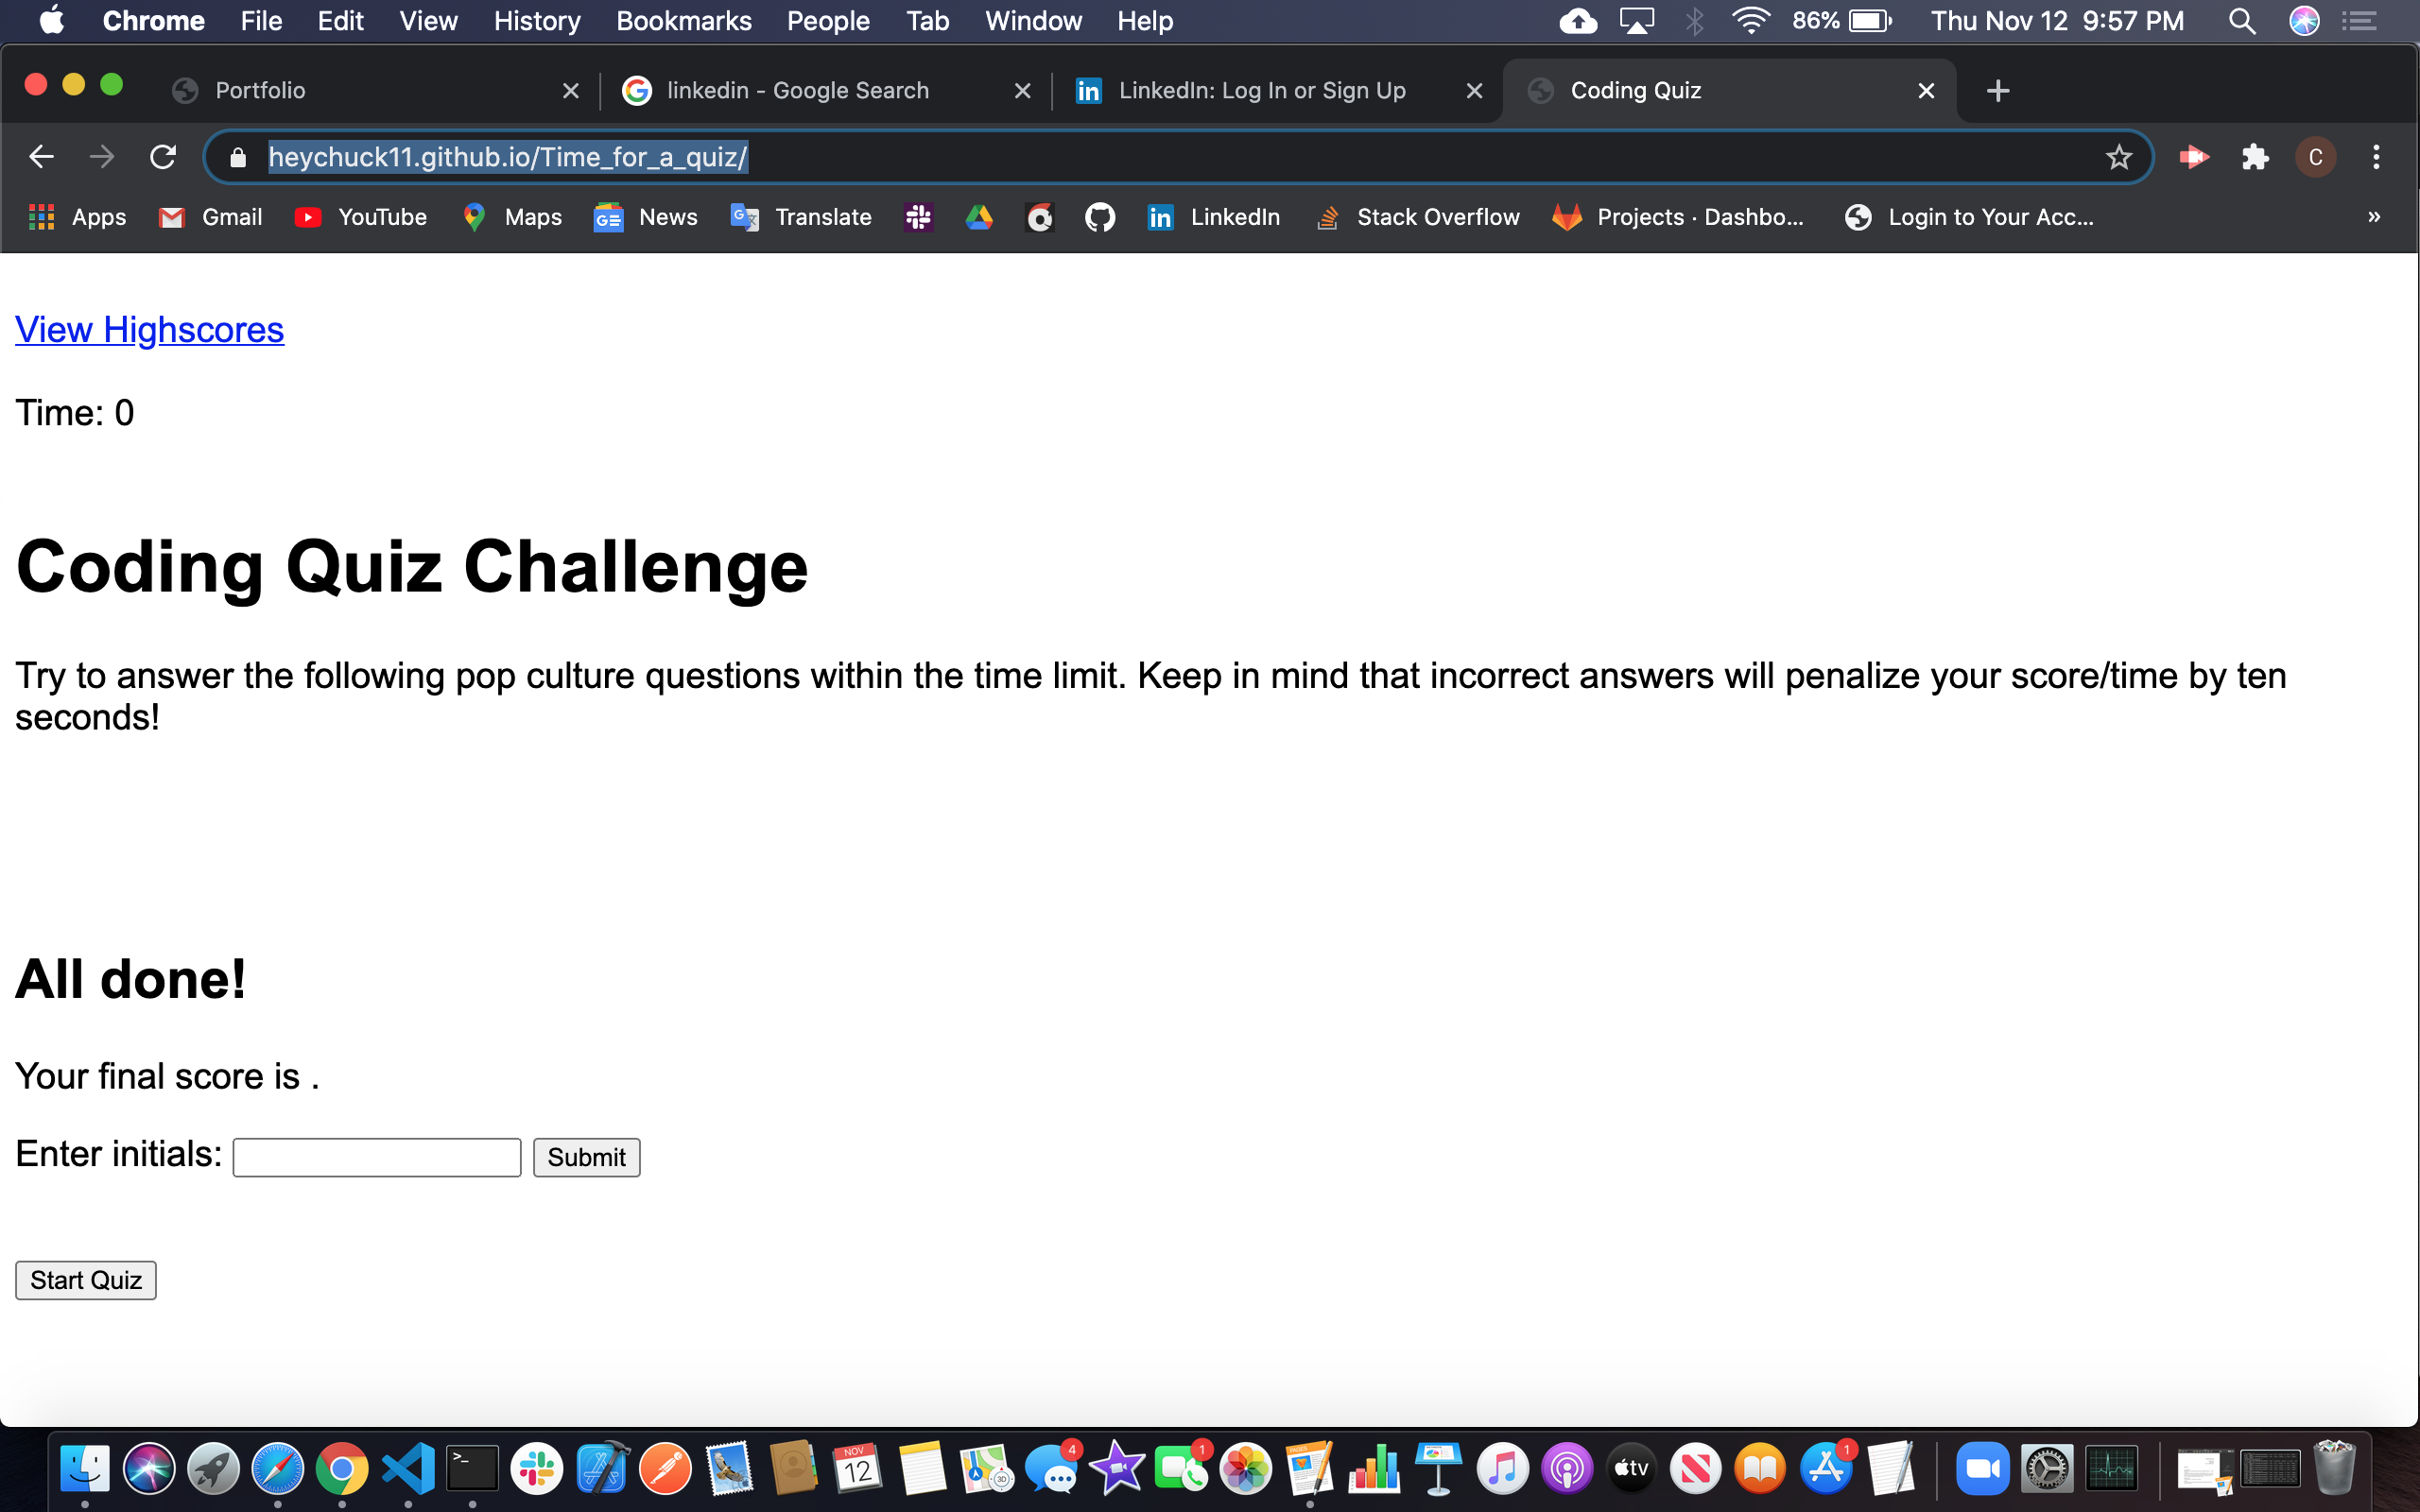 Chrome File Edit View History Bookmarks People Tab Window Help 86% Thu Nov 12 9:57 PM
Portfolio linkedin - Google Search LinkedIn: Log In or Sign Up Coding Quiz
heychuck11.github.io/Time_for_a_quiz/ C
Apps Gmail YouTube Maps News Translate LinkedIn Stack Overflow Projects · Dashbo... Login to Your Acc... »
View Highscores
Time: 0
Coding Quiz Challenge
Try to answer the following pop culture questions within the time limit. Keep in mind that incorrect answers will penalize your score/time by ten
seconds!
All done!
Your final score is .
Enter initials: Submit
Start Quiz
NOV 12 3D 4 1 PAGES tv 1